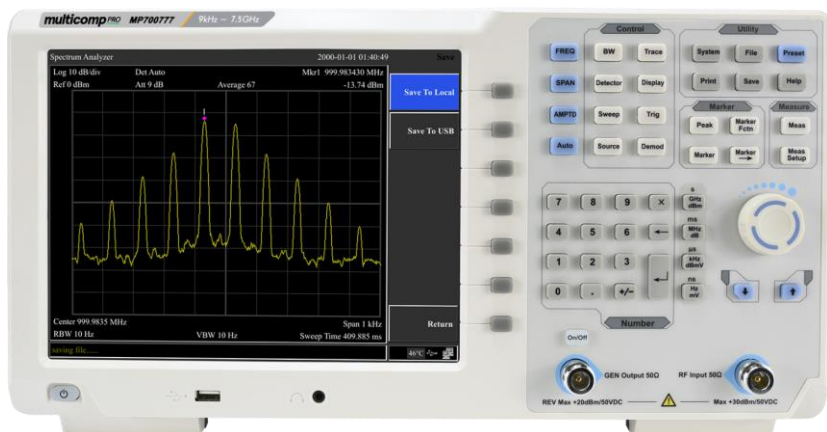 multicomp PRO MP700777 9kHz ~ 7.5GHz
Spectrum Analyzer 2000-01-01 01:40:49 Save
Log 10 dB/div Det Auto Mkr1 999.983430 MHz
Ref 0 dBm Att 9 dB Average 67 -13.74 dBm
Save To Local
Save To USB
Center 999.9835 MHz Span 1 kHz
RBW 10 Hz VBW 10 Hz Sweep Time 409.885 ms
Return
saving file......
46°C
Control
FREQ BW Trace
SPAN Detector Display
AMPTD Sweep Trig
Auto Source Demod
Utility
System File Preset
Print Save Help
Marker Measure
Peak Marker Fctn Meas
Marker Marker → Meas Setup
7 8 9 × s GHz dBm
4 5 6 ← ms MHz dB
1 2 3 µs kHz dBmV
0 . +/- ns Hz mV
Number
On/Off
GEN Output 50Ω RF Input 50Ω
REV Max +20dBm/50VDC Max +30dBm/50VDC